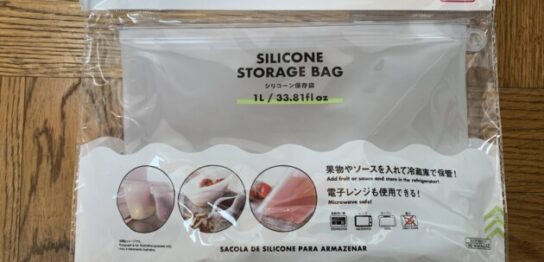 SILICONE
STORAGE BAG
シリコーン保存袋
1L / 33.81fl oz
果物やソースを入れて冷蔵庫で保管！
Add fruit or sauce and store in the refrigerator!
電子レンジも使用できる！
Microwave safe!
SACOLA DE SILICONE PARA ARMAZENAR